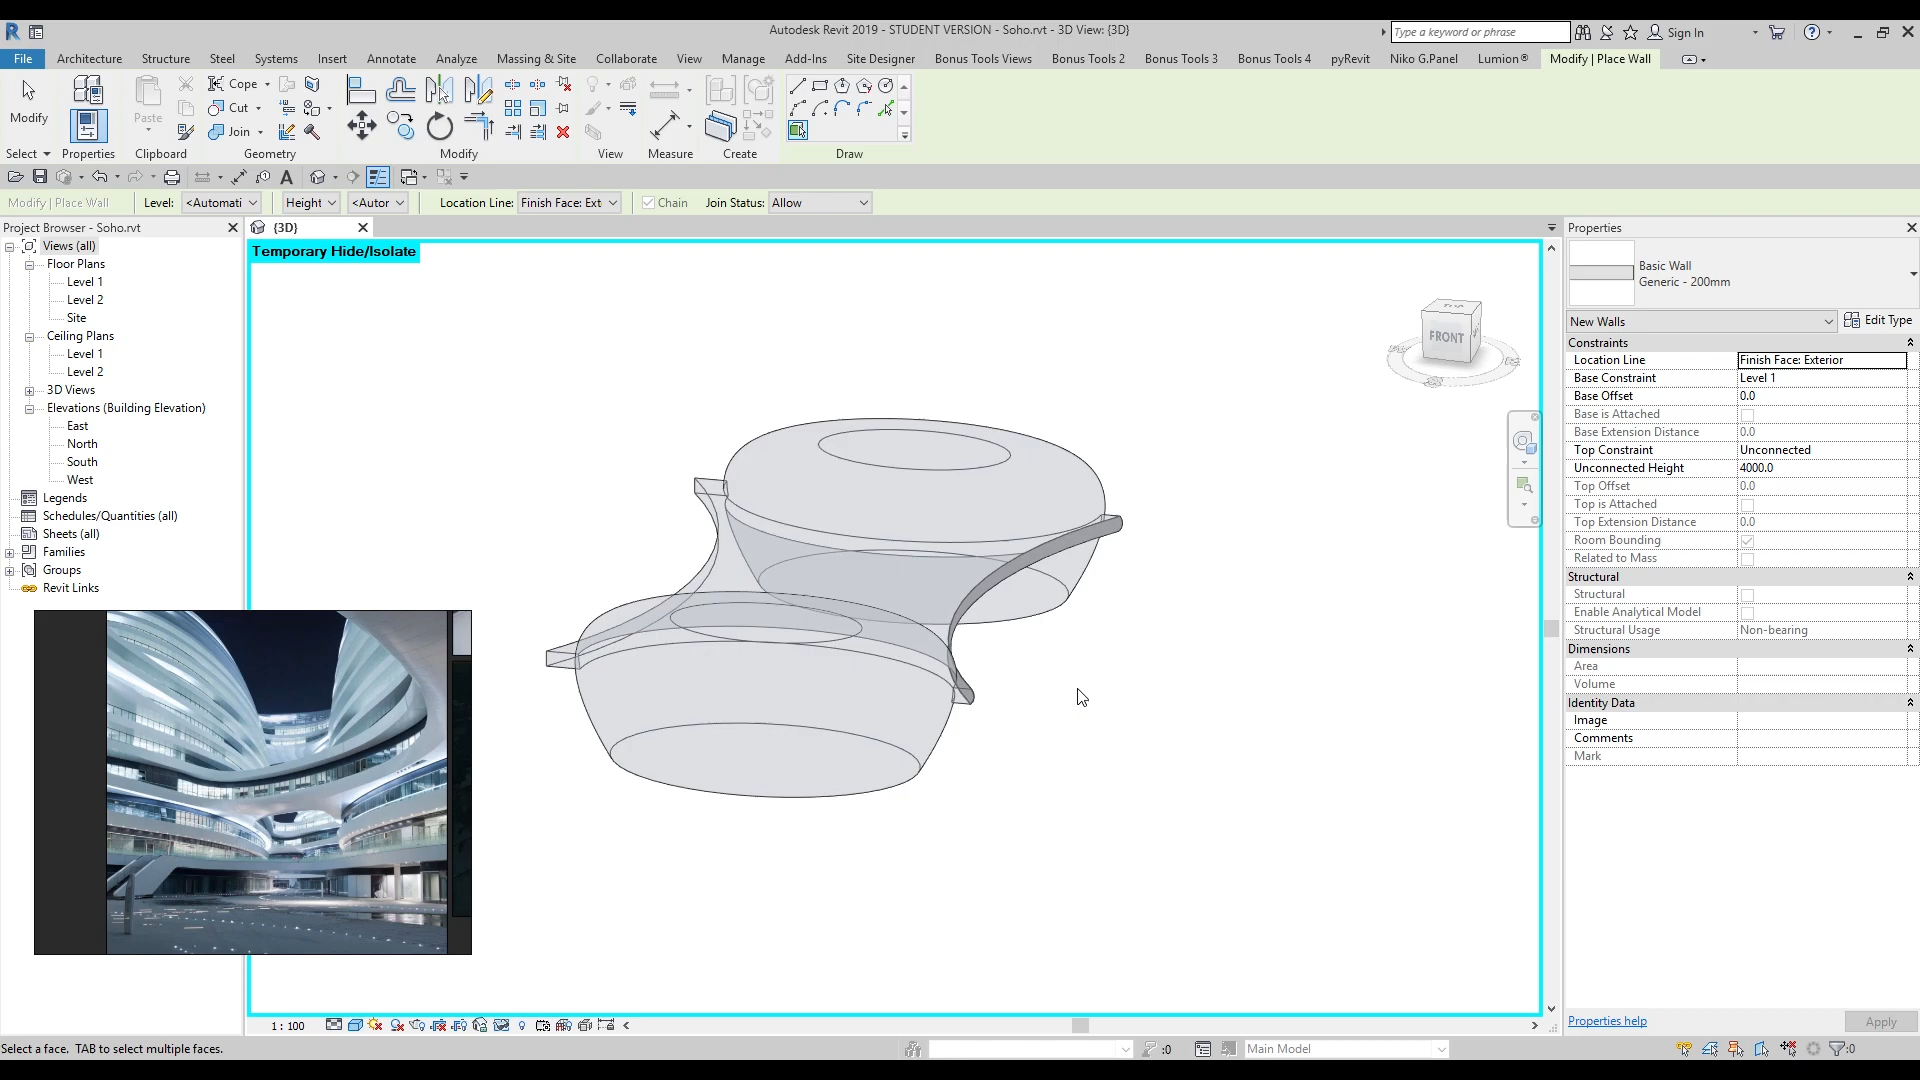 Autodesk Revit 2019 - STUDENT VERSION - Soho.rvt - 3D View: {3D}
Type a keyword or phrase
Sign In
File Architecture Structure Steel Systems Insert Annotate Analyze Massing & Site Collaborate View Manage Add-Ins Site Designer Bonus Tools Views Bonus Tools 2 Bonus Tools 3 Bonus Tools 4 pyRevit Niko G.Panel Lumion® Modify | Place Wall
Modify
Paste
Cope
Cut
Join
Select Properties Clipboard Geometry Modify View Measure Create Draw
Modify | Place Wall Level: <Automati Height <Autor Location Line: Finish Face: Ext Chain Join Status: Allow
Project Browser - Soho.rvt
Views (all)
Floor Plans
Level 1
Level 2
Site
Ceiling Plans
Level 1
Level 2
3D Views
Elevations (Building Elevation)
East
North
South
West
Legends
Schedules/Quantities (all)
Sheets (all)
Families
Groups
Revit Links
{3D}
Temporary Hide/Isolate
TOP
FRONT
1 : 100
Properties
Basic Wall
Generic - 200mm
New Walls Edit Type
Constraints
Location Line Finish Face: Exterior
Base Constraint Level 1
Base Offset 0.0
Base is Attached
Base Extension Distance 0.0
Top Constraint Unconnected
Unconnected Height 4000.0
Top Offset 0.0
Top is Attached
Top Extension Distance 0.0
Room Bounding
Related to Mass
Structural
Structural
Enable Analytical Model
Structural Usage Non-bearing
Dimensions
Area
Volume
Identity Data
Image
Comments
Mark
Properties help Apply
Select a face. TAB to select multiple faces. :0 Main Model :0